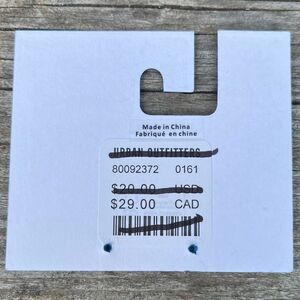 Made in China
Fabriqué en chine
URBAN OUTFITTERS
80092372 0161
$20.00 USD
$29.00 CAD